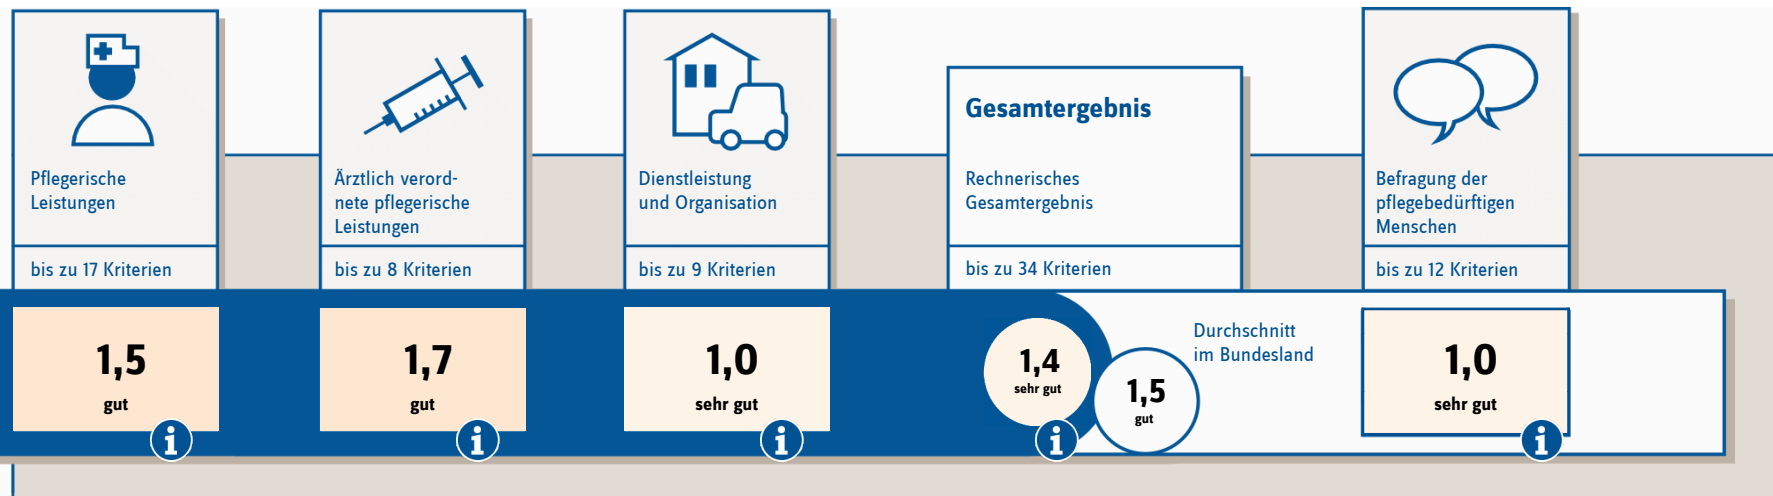 Pflegerische
Leistungen
bis zu 17 Kriterien
1,5
gut
Ärztlich verord-
nete pflegerische
Leistungen
bis zu 8 Kriterien
1,7
gut
Dienstleistung
und Organisation
bis zu 9 Kriterien
1,0
sehr gut
Gesamtergebnis
Rechnerisches
Gesamtergebnis
bis zu 34 Kriterien
1,4
sehr gut
1,5
gut
Durchschnitt
im Bundesland
Befragung der
pflegebedürftigen
Menschen
bis zu 12 Kriterien
1,0
sehr gut